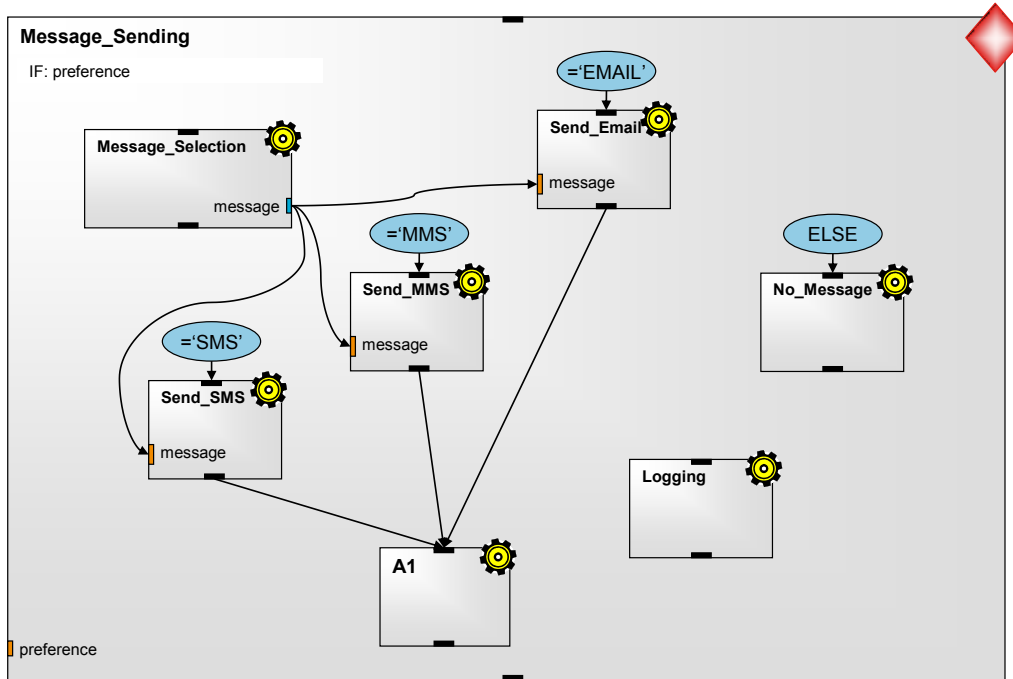 Message_Sending
IF: preference
=‘EMAIL’
Send_Email
message
Message_Selection
message
=‘MMS’
Send_MMS
message
ELSE
No_Message
=‘SMS’
Send_SMS
message
Logging
A1
preference